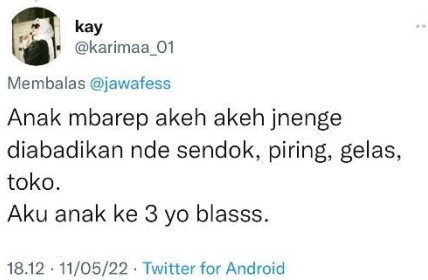 kay
@karimaa_01
Membalas @jawafess
Anak mbarep akeh akeh jnenge
diabadikan nde sendok, piring, gelas,
toko.
Aku anak ke 3 yo blasss.
18.12 · 11/05/22 · Twitter for Android